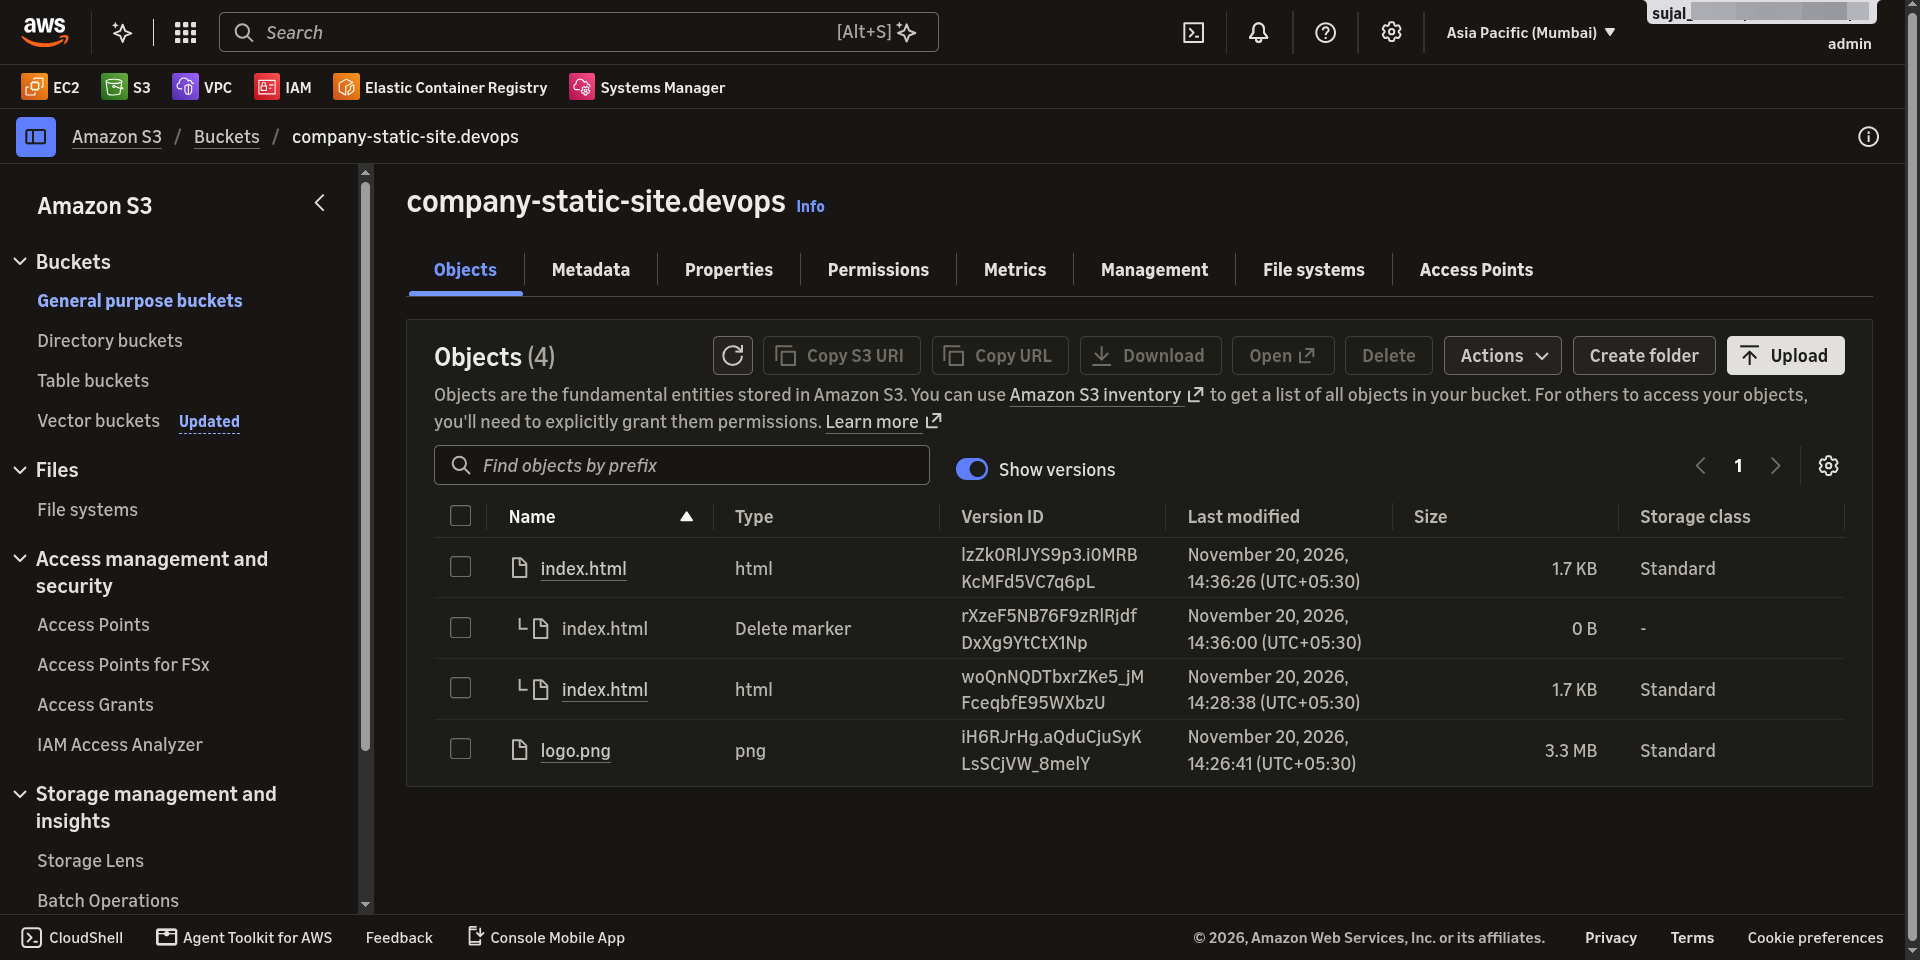 aws
Search [Alt+S]
Asia Pacific (Mumbai)
sujal_
admin
EC2 S3 VPC IAM Elastic Container Registry Systems Manager
Amazon S3 / Buckets / company-static-site.devops
Amazon S3
Buckets
General purpose buckets
Directory buckets
Table buckets
Vector buckets Updated
Files
File systems
Access management and
security
Access Points
Access Points for FSx
Access Grants
IAM Access Analyzer
Storage management and
insights
Storage Lens
Batch Operations
company-static-site.devops Info
Objects Metadata Properties Permissions Metrics Management File systems Access Points
Objects (4)
Copy S3 URI Copy URL Download Open Delete Actions Create folder Upload
Objects are the fundamental entities stored in Amazon S3. You can use Amazon S3 inventory to get a list of all objects in your bucket. For others to access your objects,
you'll need to explicitly grant them permissions. Learn more
Find objects by prefix Show versions 1
Name Type Version ID Last modified Size Storage class
index.html html lzZk0RlJYS9p3.i0MRB November 20, 2026, 1.7 KB Standard
KcMFd5VC7q6pL 14:36:26 (UTC+05:30)
index.html Delete marker rXzeF5NB76F9zRlRjdf November 20, 2026, 0 B -
DxXg9YtCtX1Np 14:36:00 (UTC+05:30)
index.html html woQnNQDTbxrZKe5_jM November 20, 2026, 1.7 KB Standard
FceqbfE95WXbzU 14:28:38 (UTC+05:30)
logo.png png iH6RJrHg.aQduCjuSyK November 20, 2026, 3.3 MB Standard
LsSCjVW_8melY 14:26:41 (UTC+05:30)
CloudShell Agent Toolkit for AWS Feedback Console Mobile App © 2026, Amazon Web Services, Inc. or its affiliates. Privacy Terms Cookie preferences